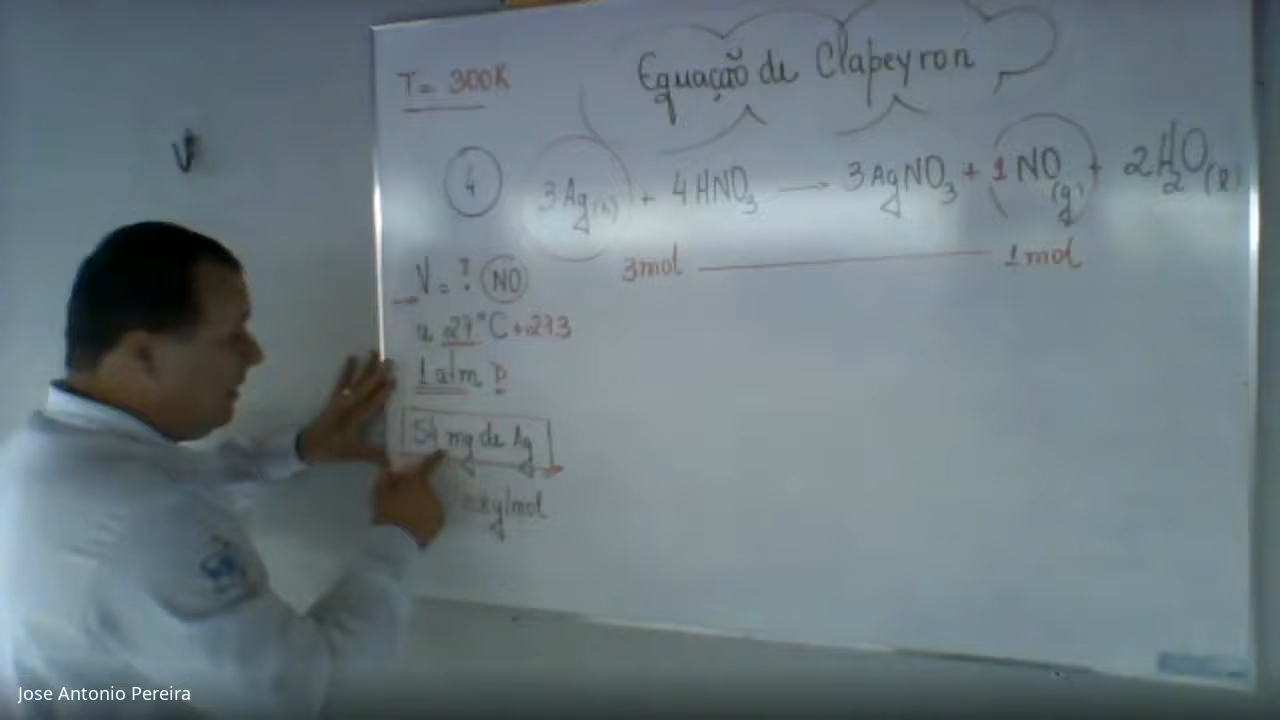 Equação de Clapeyron
T= 300K
4
3Ag(s) + 4HNO3 → 3AgNO3 + 1NO(g) + 2H2O(l)
3mol 1mol
V= ? NO
a 27°C+273
1atm P
54 mg de Ag
g/mol
V
Jose Antonio Pereira